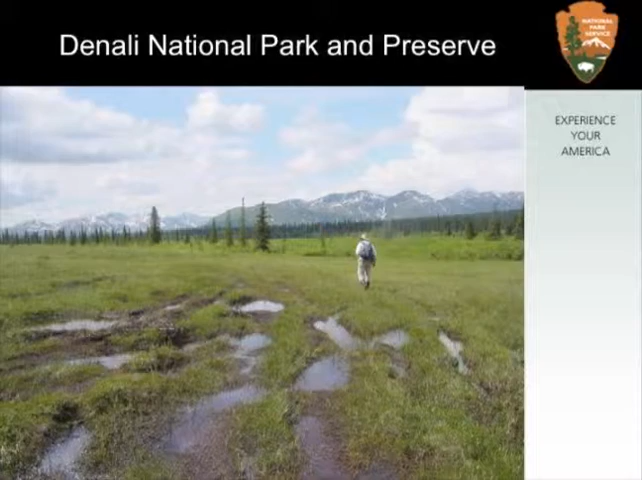 Denali National Park and Preserve
NATIONAL
PARK
SERVICE
EXPERIENCE
YOUR
AMERICA